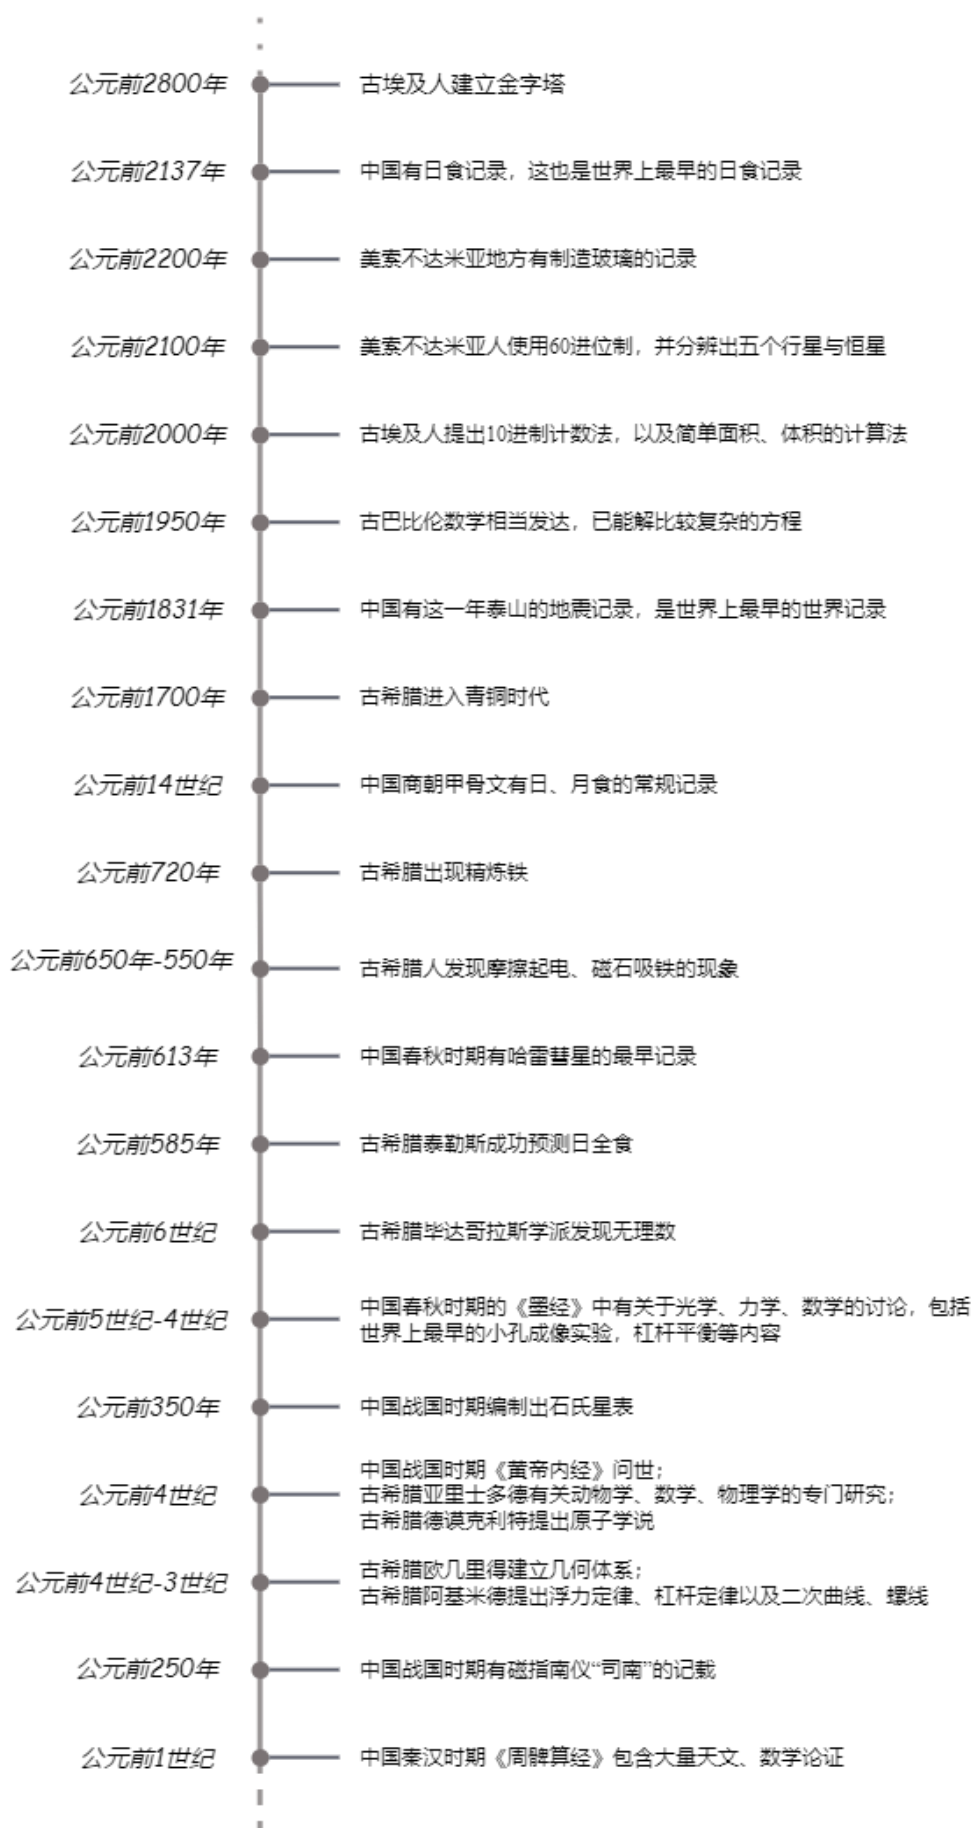 公元前2800年 古埃及人建立金字塔
公元前2137年 中国有日食记录，这也是世界上最早的日食记录
公元前2200年 美索不达米亚地方有制造玻璃的记录
公元前2100年 美索不达米亚人使用60进位制，并分辨出五个行星与恒星
公元前2000年 古埃及人提出10进制计数法，以及简单面积、体积的计算法
公元前1950年 古巴比伦数学相当发达，已能解比较复杂的方程
公元前1831年 中国有这一年泰山的地震记录，是世界上最早的世界记录
公元前1700年 古希腊进入青铜时代
公元前14世纪 中国商朝甲骨文有日、月食的常规记录
公元前720年 古希腊出现精炼铁
公元前650年-550年 古希腊人发现摩擦起电、磁石吸铁的现象
公元前613年 中国春秋时期有哈雷彗星的最早记录
公元前585年 古希腊泰勒斯成功预测日全食
公元前6世纪 古希腊毕达哥拉斯学派发现无理数
公元前5世纪-4世纪 中国春秋时期的《墨经》中有关于光学、力学、数学的讨论，包括
世界上最早的小孔成像实验，杠杆平衡等内容
公元前350年 中国战国时期编制出石氏星表
公元前4世纪 中国战国时期《黄帝内经》问世；
古希腊亚里士多德有关动物学、数学、物理学的专门研究；
古希腊德谟克利特提出原子学说
公元前4世纪-3世纪 古希腊欧几里得建立几何体系；
古希腊阿基米德提出浮力定律、杠杆定律以及二次曲线、螺线
公元前250年 中国战国时期有磁指南仪“司南”的记载
公元前1世纪 中国秦汉时期《周髀算经》包含大量天文、数学论证